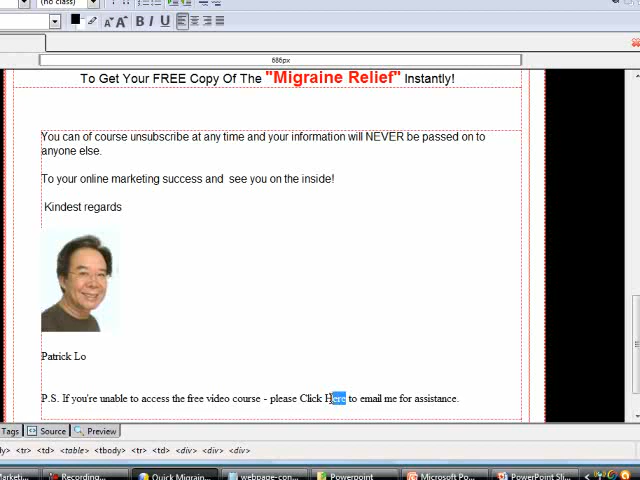 (no class)
B I U
686px
To Get Your FREE Copy Of The "Migraine Relief" Instantly!
You can of course unsubscribe at any time and your information will NEVER be passed on to
anyone else.
To your online marketing success and see you on the inside!
Kindest regards
Patrick Lo
P.S. If you're unable to access the free video course - please Click Here to email me for assistance.
Tags Source Preview
dy> <tr> <td> <table> <tbody> <tr> <td> <div> <div> <div>
Marketi... Recording... Quick Migrain... webpage-con... Powerpoint Microsoft Po... PowerPoint Slid...